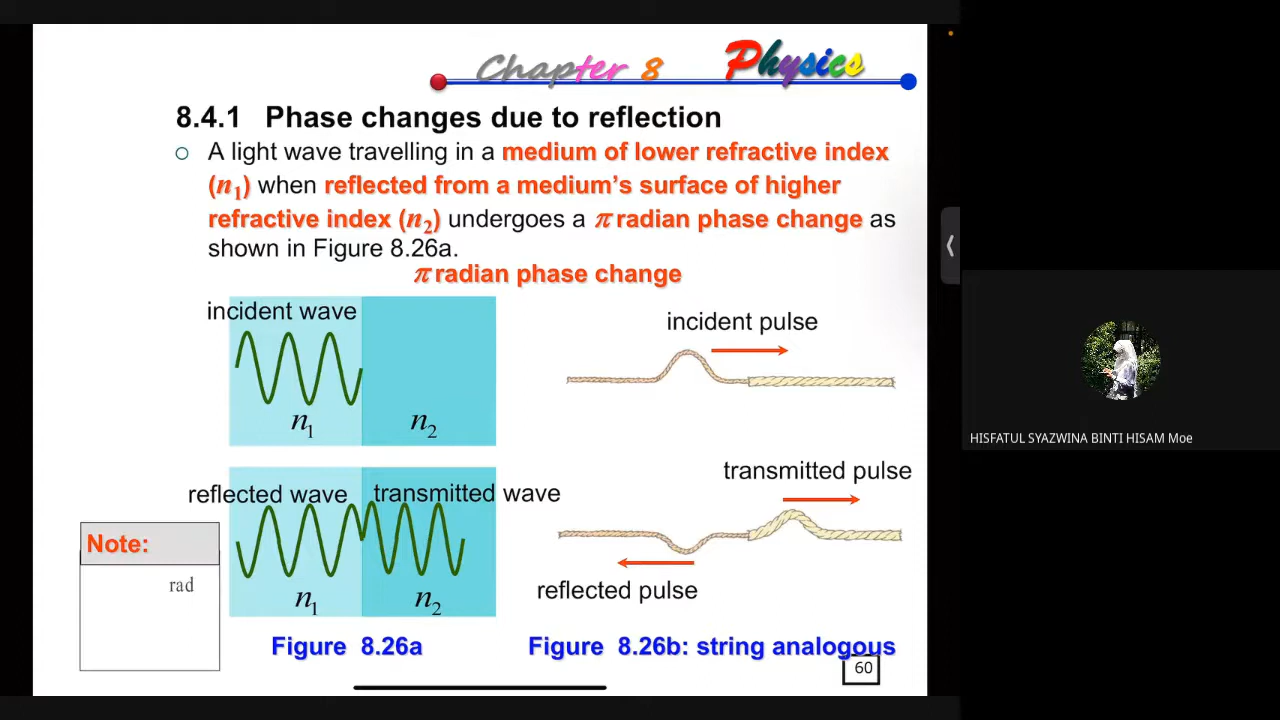 Chapter 8 Physics
8.4.1 Phase changes due to reflection
A light wave travelling in a medium of lower refractive index
(n1) when reflected from a medium's surface of higher
refractive index (n2) undergoes a π radian phase change as
shown in Figure 8.26a.
π radian phase change
incident wave
n1 n2
incident pulse
reflected wave transmitted wave
n1 n2
transmitted pulse
reflected pulse
Note:
rad
Figure 8.26a
Figure 8.26b: string analogous
60
HISFATUL SYAZWINA BINTI HISAM Moe